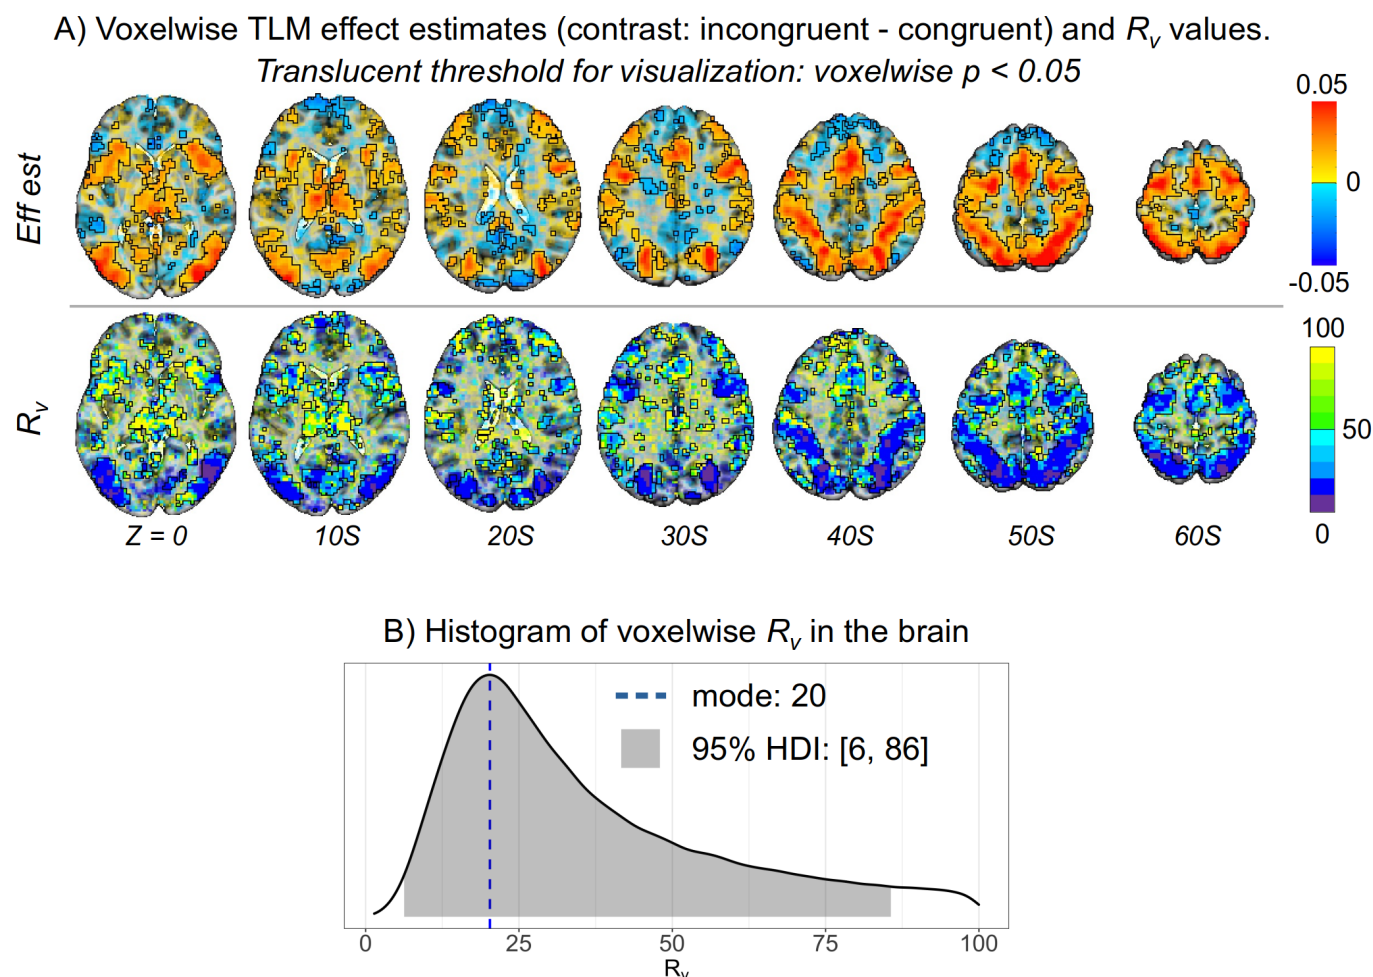 A) Voxelwise TLM effect estimates (contrast: incongruent - congruent) and Rv values.
Translucent threshold for visualization: voxelwise p < 0.05
Eff est
0.05
0
-0.05
Rv
100
50
0
Z = 0 10S 20S 30S 40S 50S 60S
B) Histogram of voxelwise Rv in the brain
mode: 20
95% HDI: [6, 86]
0 25 50 75 100
Rv